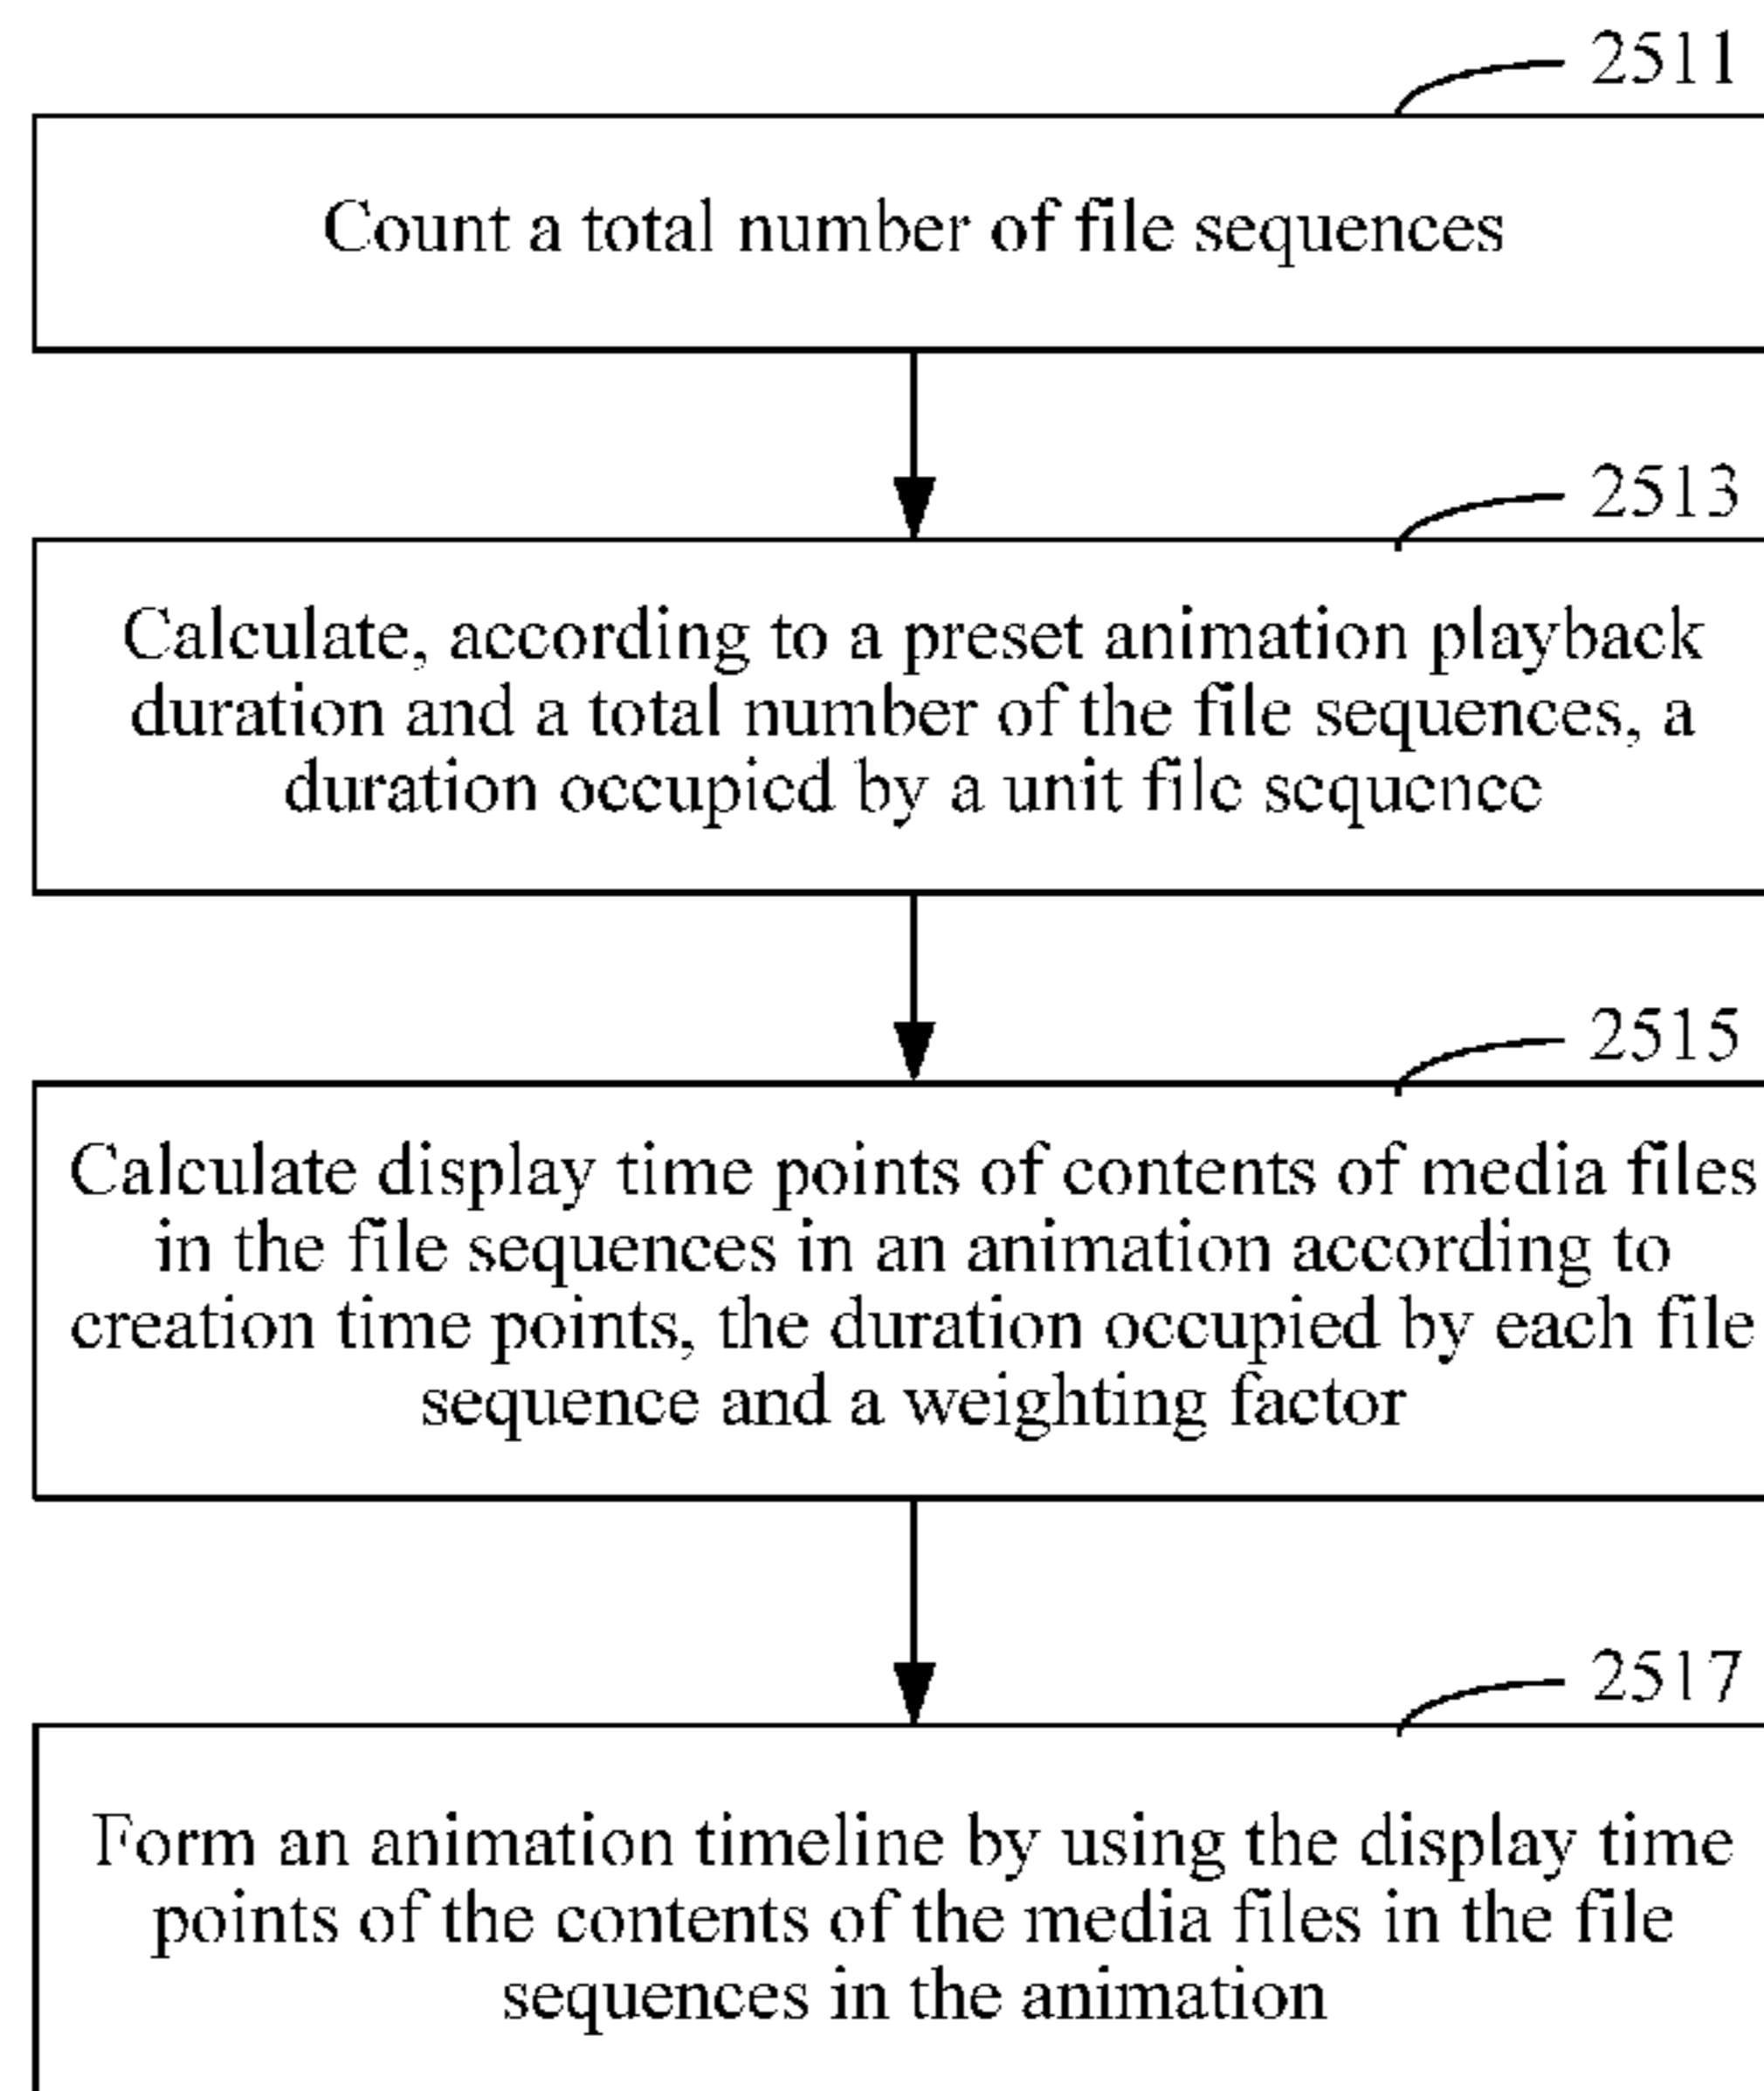 2511
Count a total number of file sequences
2513
Calculate, according to a preset animation playback
duration and a total number of the file sequences, a
duration occupied by a unit file sequence
2515
Calculate display time points of contents of media files
in the file sequences in an animation according to
creation time points, the duration occupied by each file
sequence and a weighting factor
2517
Form an animation timeline by using the display time
points of the contents of the media files in the file
sequences in the animation